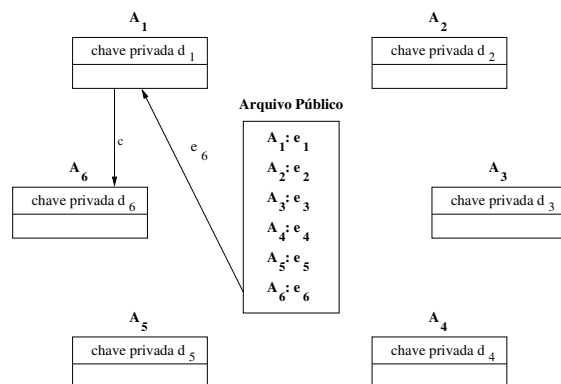 A1
chave privada d1
A2
chave privada d2
Arquivo Público
A1: e1
A2: e2
A3: e3
A4: e4
A5: e5
A6: e6
c
e6
A6
chave privada d6
A3
chave privada d3
A5
chave privada d5
A4
chave privada d4